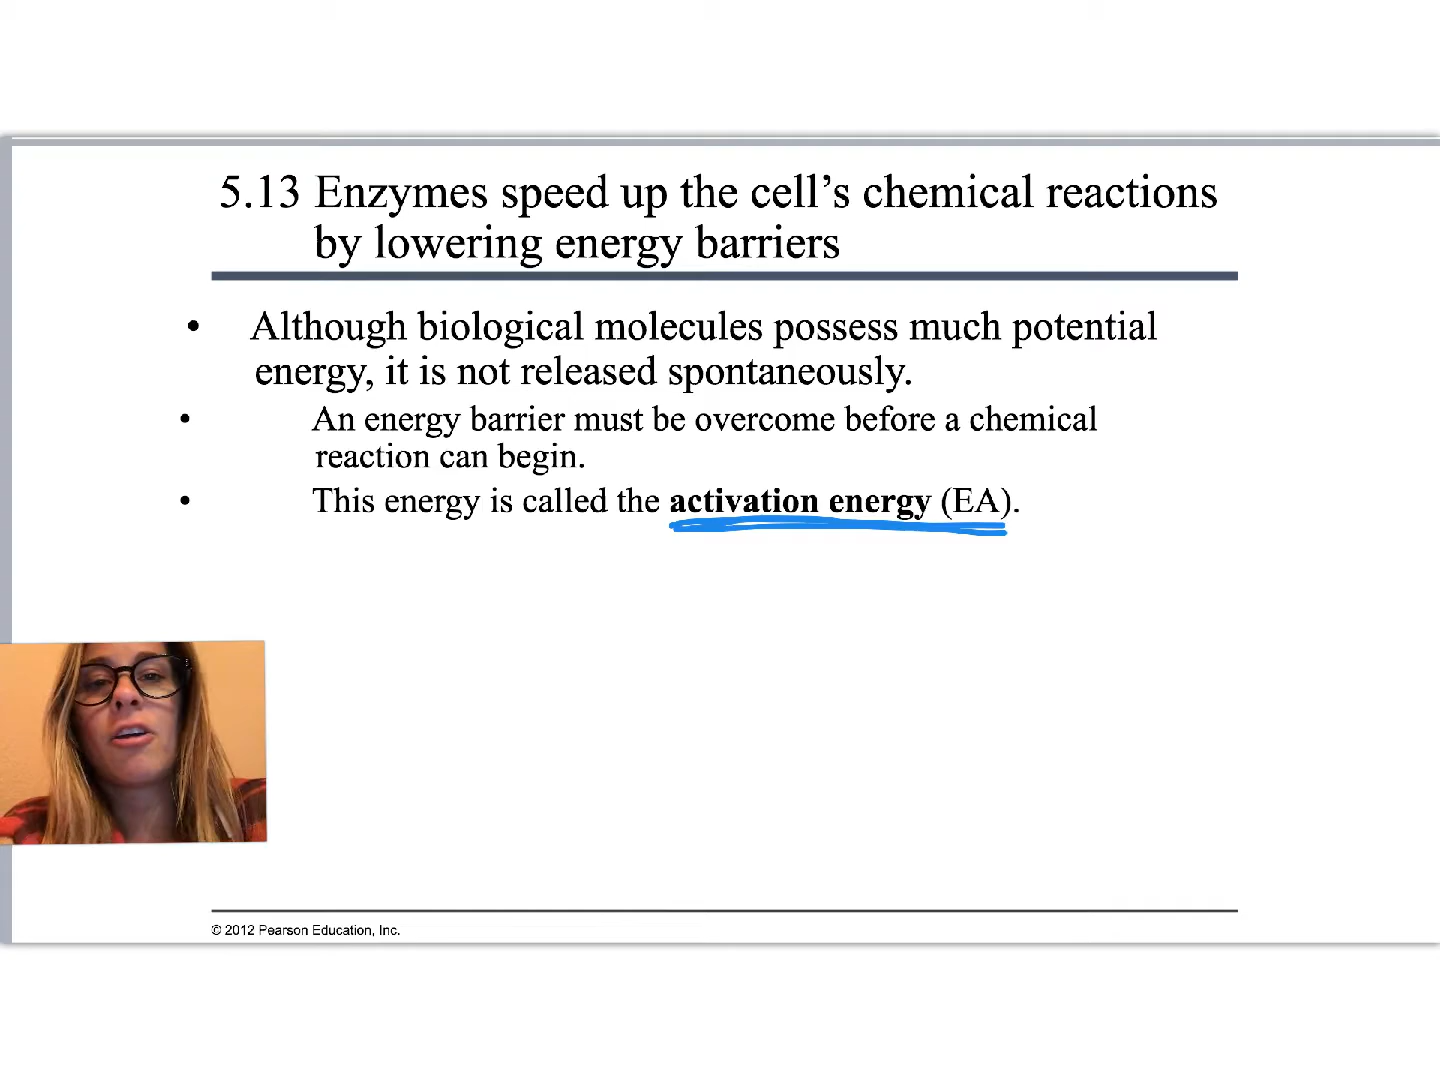 5.13 Enzymes speed up the cell’s chemical reactions
by lowering energy barriers
• Although biological molecules possess much potential
energy, it is not released spontaneously.
• An energy barrier must be overcome before a chemical
reaction can begin.
• This energy is called the activation energy (EA).
© 2012 Pearson Education, Inc.